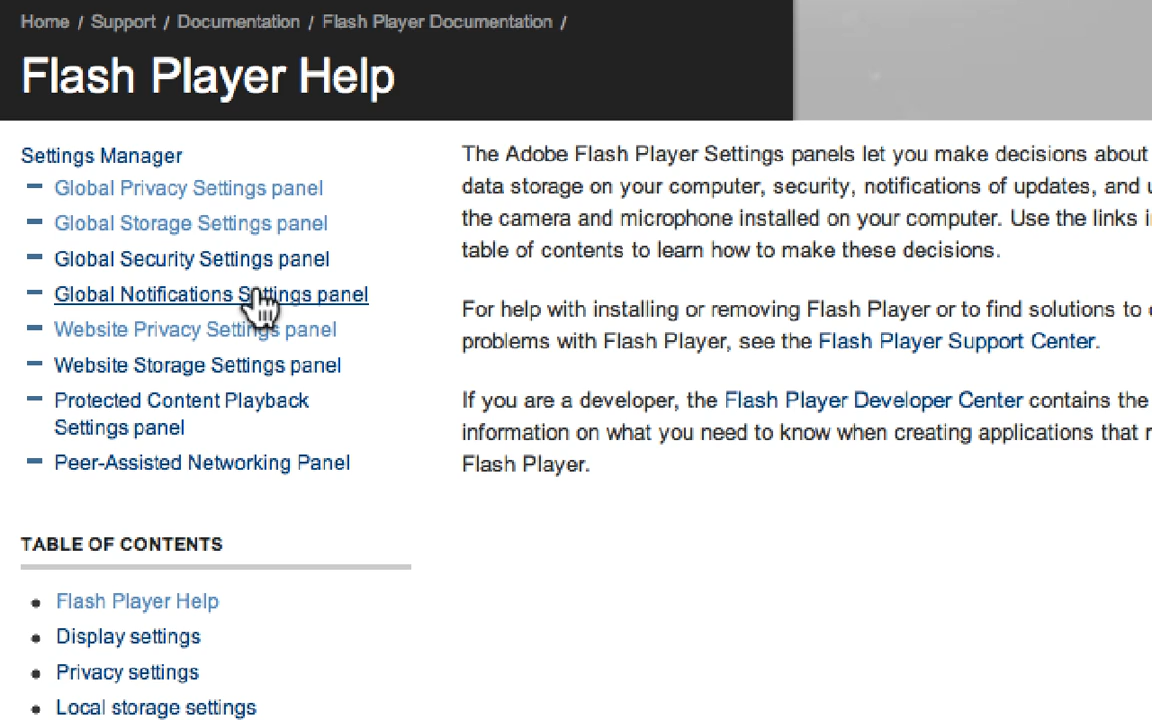 Home / Support / Documentation / Flash Player Documentation /
Flash Player Help
Settings Manager
Global Privacy Settings panel
Global Storage Settings panel
Global Security Settings panel
Global Notifications Settings panel
Website Privacy Settings panel
Website Storage Settings panel
Protected Content Playback
Settings panel
Peer-Assisted Networking Panel
TABLE OF CONTENTS
Flash Player Help
Display settings
Privacy settings
Local storage settings
The Adobe Flash Player Settings panels let you make decisions about
data storage on your computer, security, notifications of updates, and
the camera and microphone installed on your computer. Use the links
table of contents to learn how to make these decisions.
For help with installing or removing Flash Player or to find solutions to
problems with Flash Player, see the Flash Player Support Center.
If you are a developer, the Flash Player Developer Center contains the
information on what you need to know when creating applications that
Flash Player.